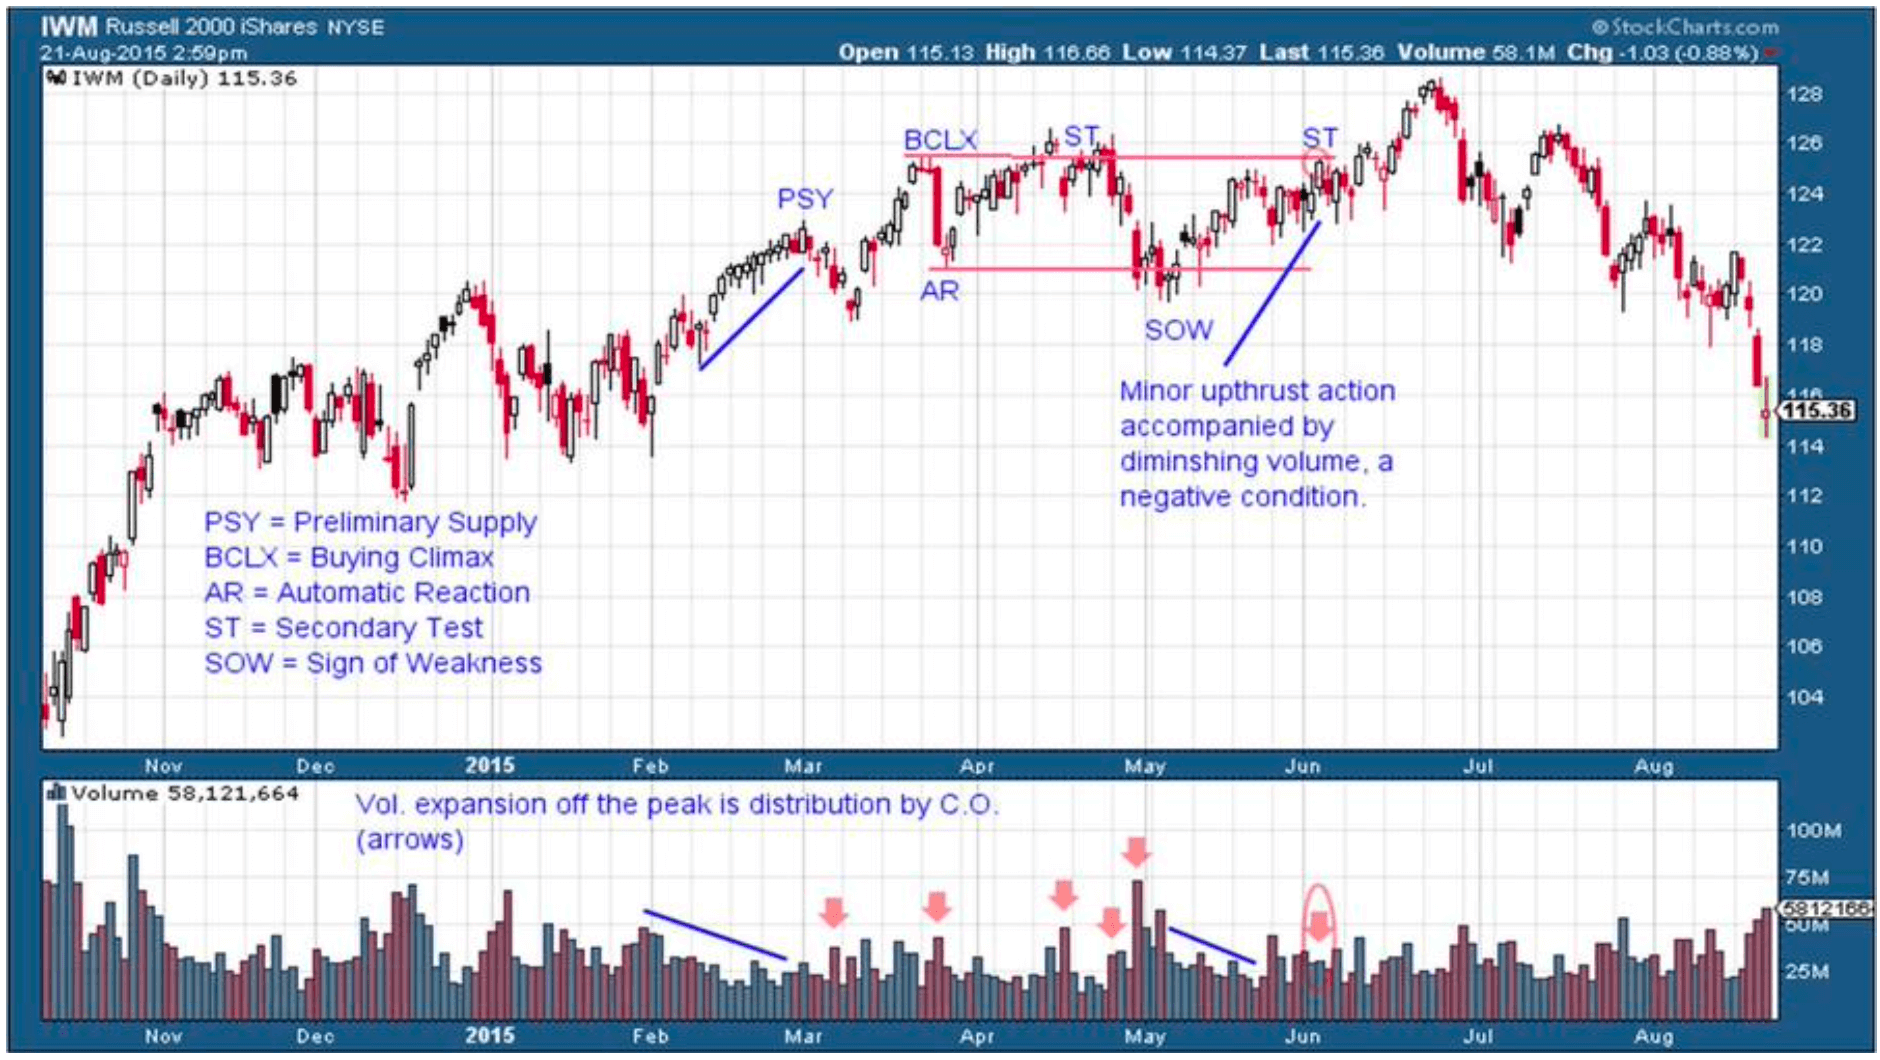 IWM Russell 2000 iShares NYSE
© StockCharts.com
21-Aug-2015 2:59pm
Open 115.13 High 116.66 Low 114.37 Last 115.36 Volume 58.1M Chg -1.03 (-0.88%)
IWM (Daily) 115.36
128
126
124
122
120
118
116
115.36
114
112
110
108
106
104
BCLX
ST
ST
PSY
AR
SOW
Minor upthrust action
accompanied by
diminshing volume, a
negative condition.
PSY = Preliminary Supply
BCLX = Buying Climax
AR = Automatic Reaction
ST = Secondary Test
SOW = Sign of Weakness
Nov Dec 2015 Feb Mar Apr May Jun Jul Aug
Volume 58,121,664
Vol. expansion off the peak is distribution by C.O.
(arrows)
100M
75M
58121664
50M
25M
Nov Dec 2015 Feb Mar Apr May Jun Jul Aug